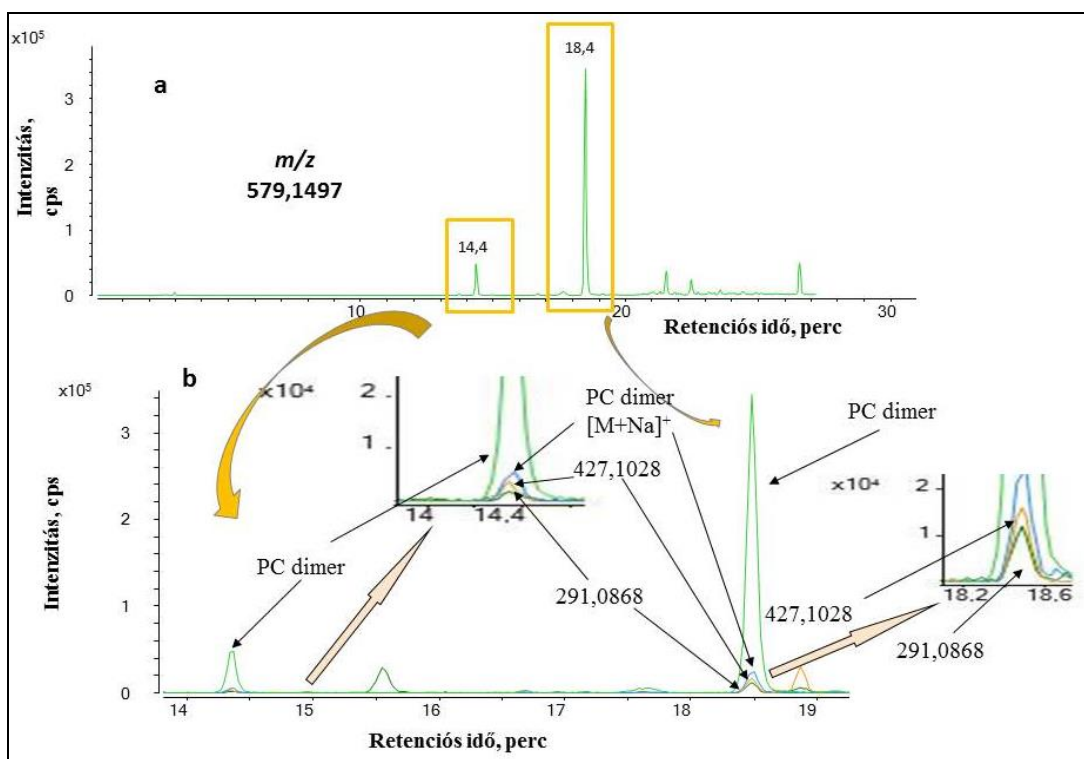 x10⁵
a
18,4
3
Intenzitás,
cps
m/z
579,1497
2
1
14,4
0
10
20
30
Retenciós idő, perc
b
x10⁵
x10⁴
2
1
14
14,4
PC dimer
[M+Na]⁺
427,1028
291,0868
PC dimer
PC dimer
x10⁴
2
1
18,2
18,6
427,1028
291,0868
Intenzitás, cps
3
2
1
0
14
15
16
17
18
19
Retenciós idő, perc